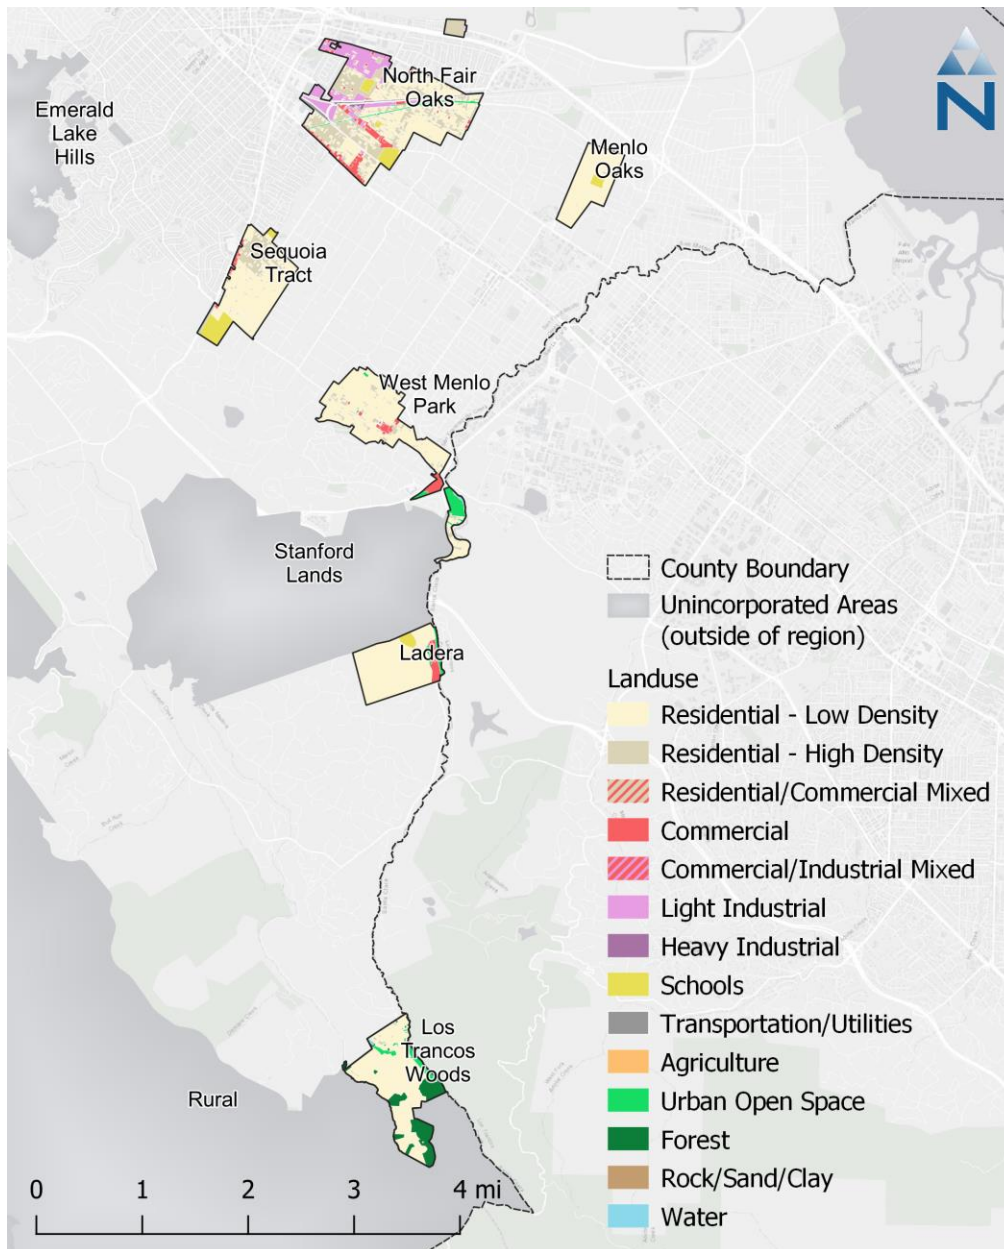 North Fair
Oaks
Emerald
Lake
Hills
Menlo
Oaks
Sequoia
Tract
West Menlo
Park
Stanford
Lands
Ladera
Los
Trancos
Woods
Rural
N
County Boundary
Unincorporated Areas
(outside of region)
Landuse
Residential - Low Density
Residential - High Density
Residential/Commercial Mixed
Commercial
Commercial/Industrial Mixed
Light Industrial
Heavy Industrial
Schools
Transportation/Utilities
Agriculture
Urban Open Space
Forest
Rock/Sand/Clay
Water
0 1 2 3 4 mi